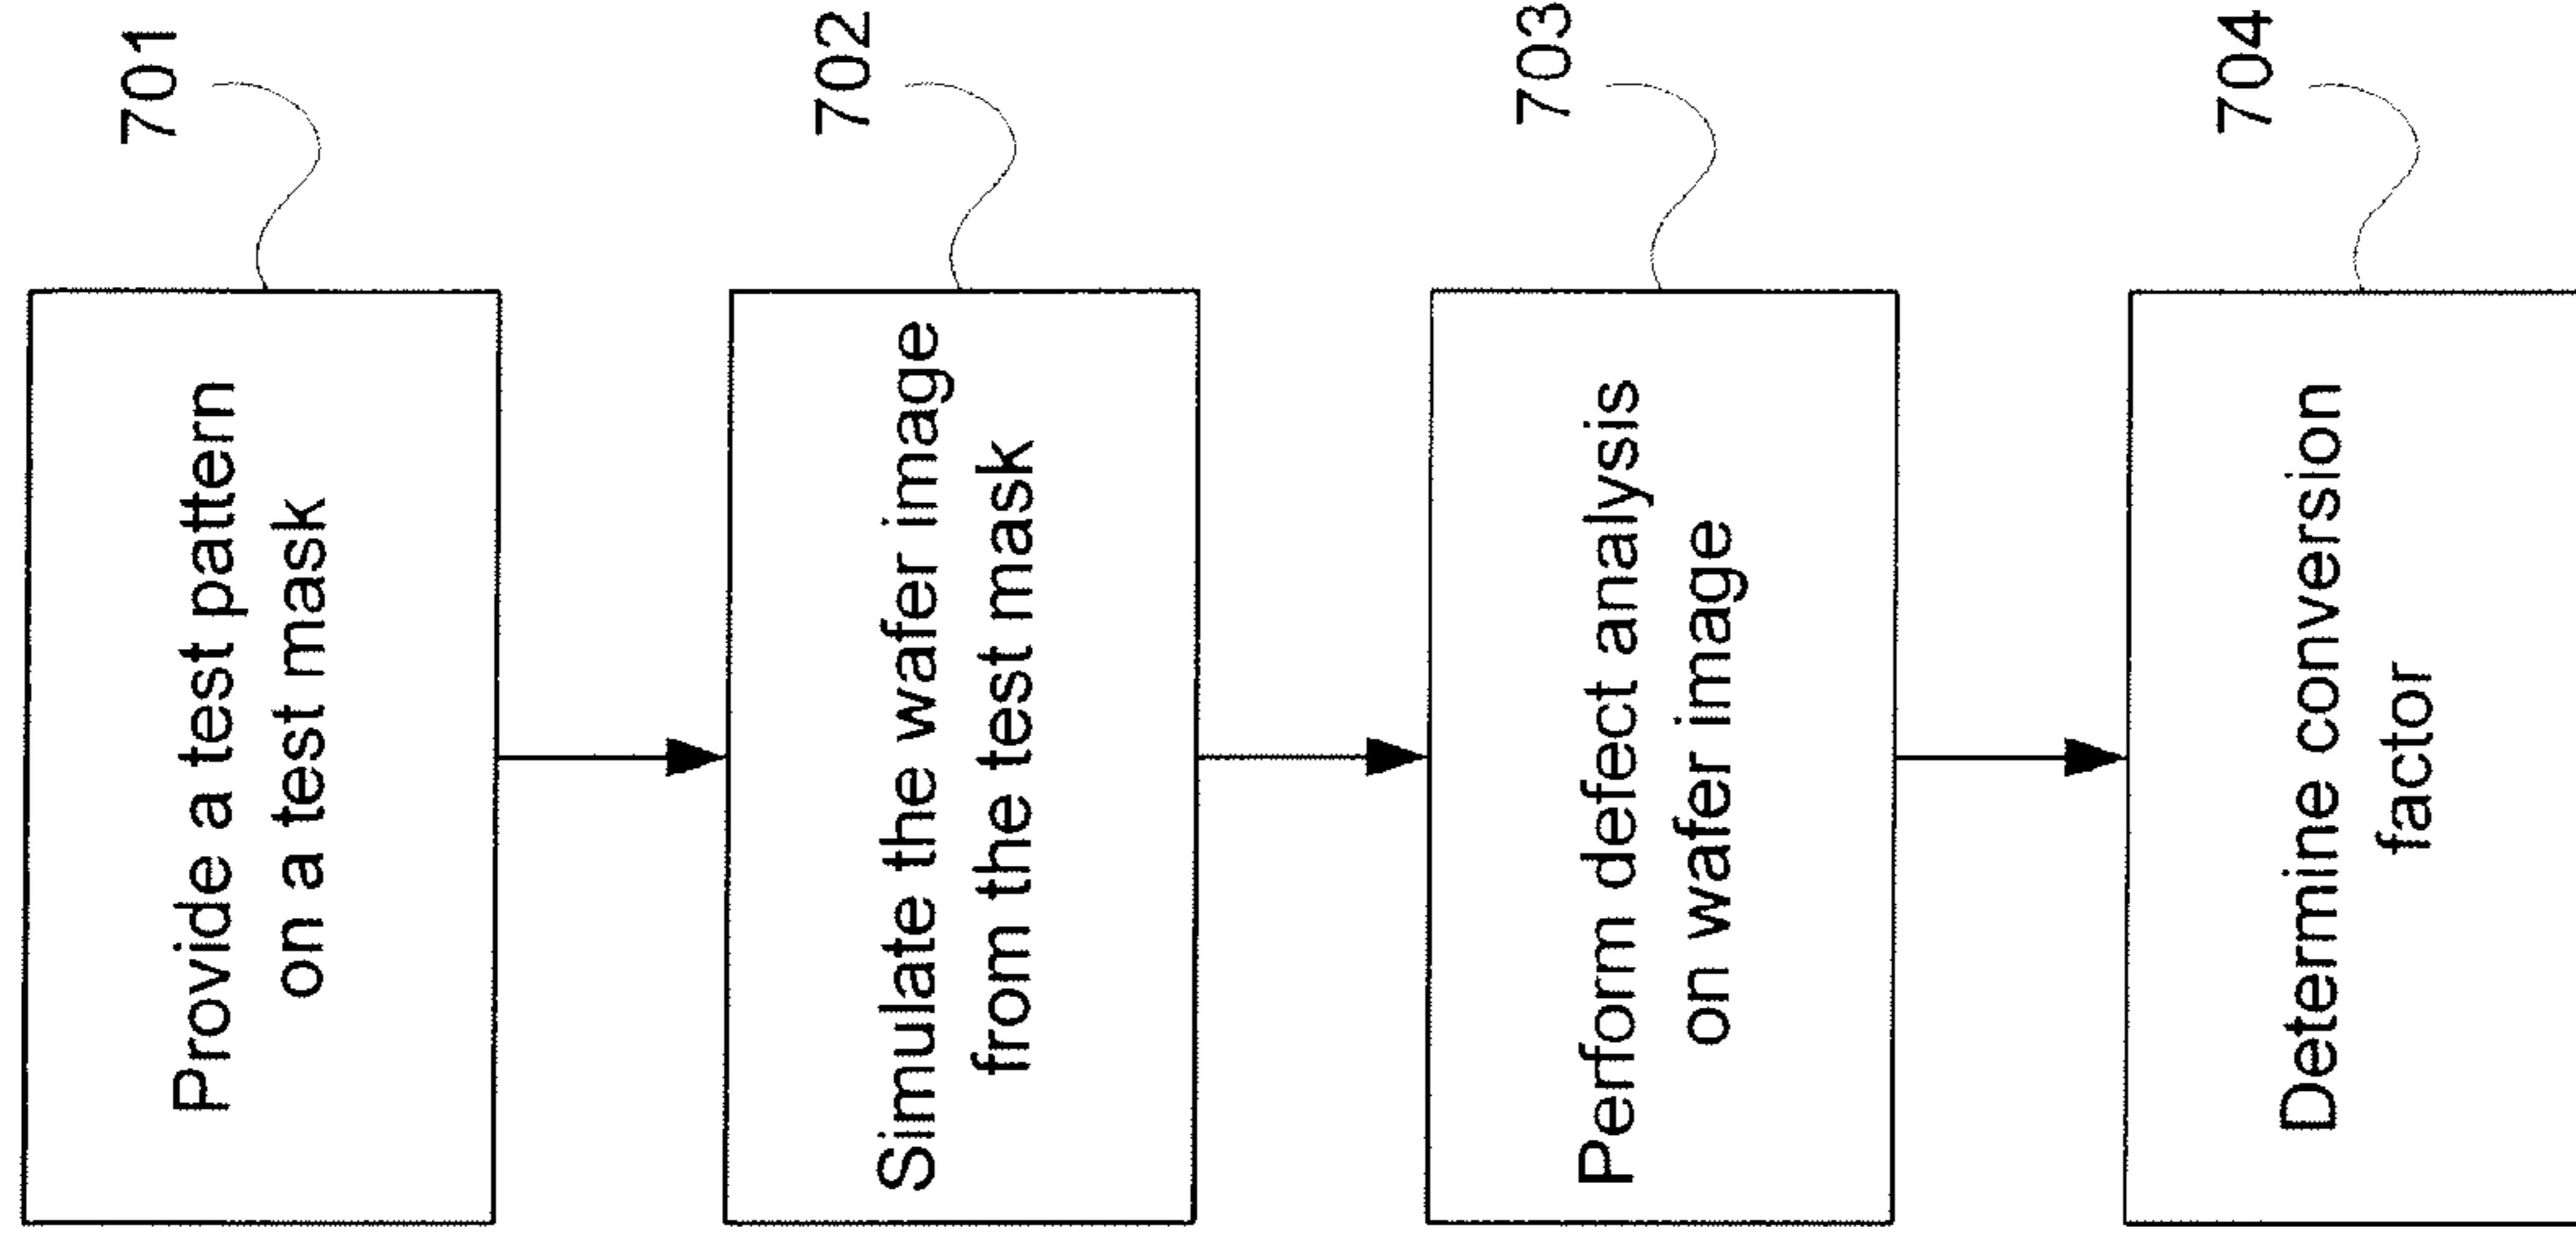 Provide a test pattern
on a test mask
701
Simulate the wafer image
from the test mask
702
Perform defect analysis
on wafer image
703
Determine conversion
factor
704